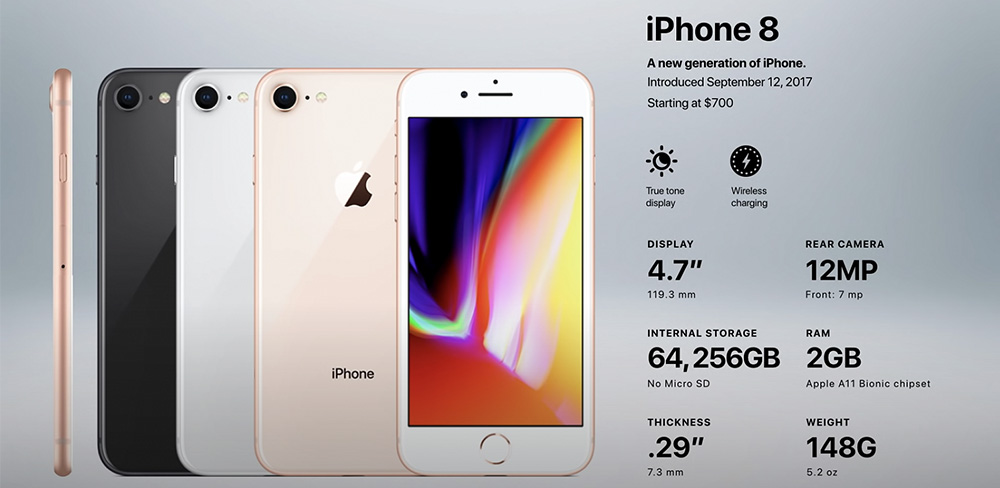 iPhone 8
A new generation of iPhone.
Introduced September 12, 2017
Starting at $700
True tone
display
Wireless
charging
DISPLAY
4.7″
119.3 mm
REAR CAMERA
12MP
Front: 7 mp
INTERNAL STORAGE
64, 256GB
No Micro SD
RAM
2GB
Apple A11 Bionic chipset
THICKNESS
.29″
7.3 mm
WEIGHT
148G
5.2 oz
iPhone